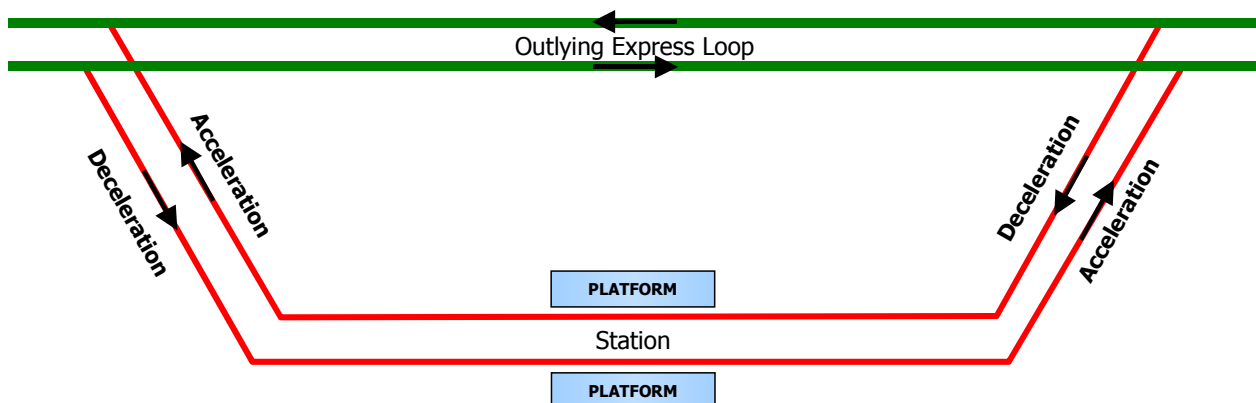 Outlying Express Loop
Deceleration
Acceleration
Deceleration
Acceleration
PLATFORM
Station
PLATFORM